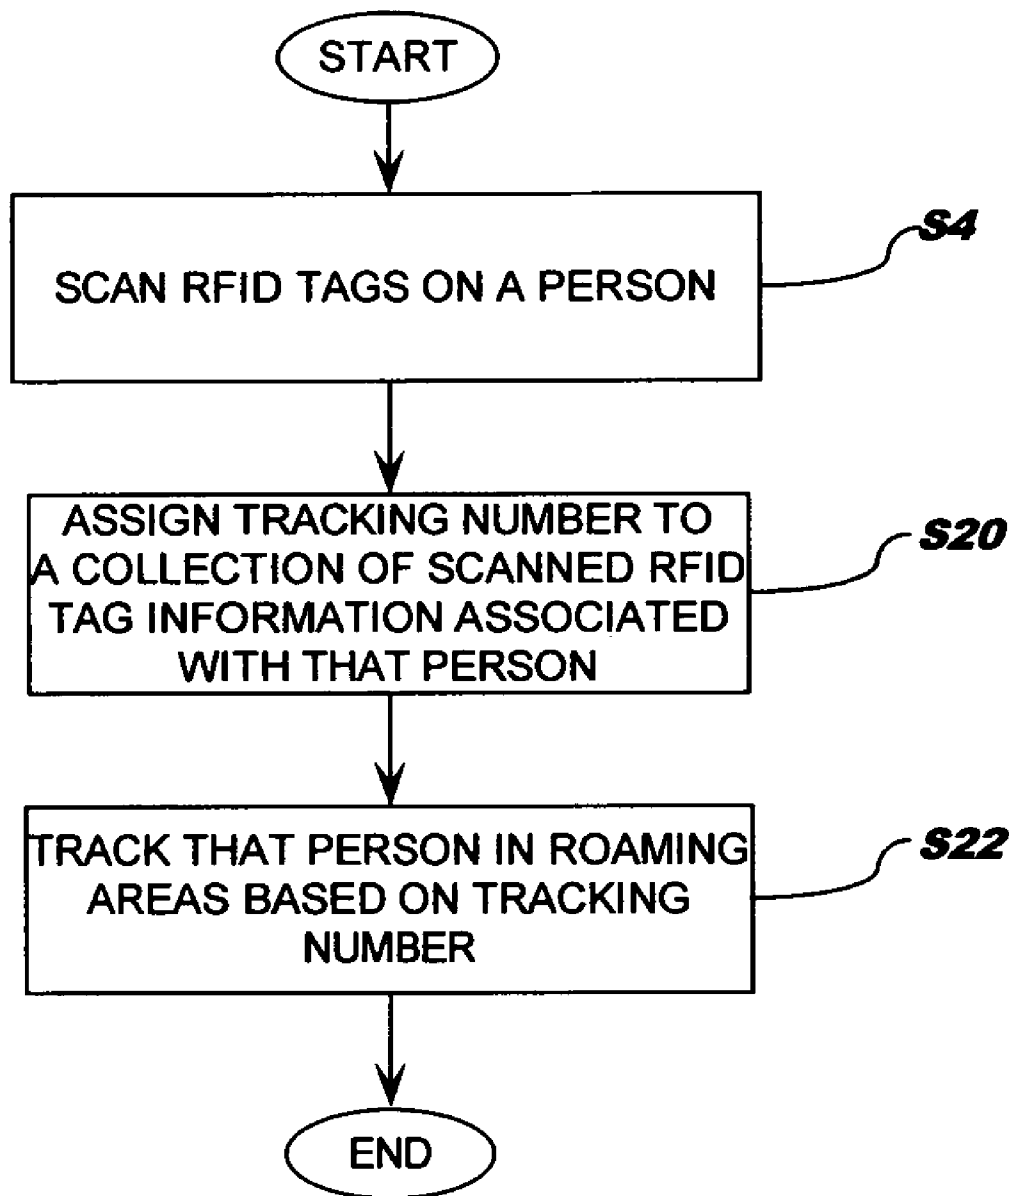 START
SCAN RFID TAGS ON A PERSON
S4
ASSIGN TRACKING NUMBER TO
A COLLECTION OF SCANNED RFID
TAG INFORMATION ASSOCIATED
WITH THAT PERSON
S20
TRACK THAT PERSON IN ROAMING
AREAS BASED ON TRACKING
NUMBER
S22
END